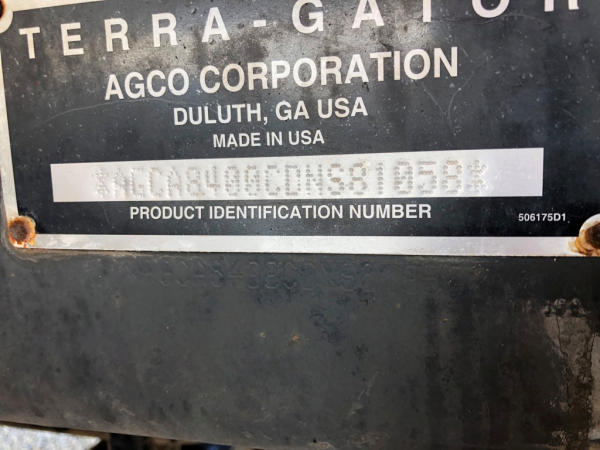 TERRA-GATOR
AGCO CORPORATION
DULUTH, GA USA
MADE IN USA
*AGCA8400CDNS81058*
PRODUCT IDENTIFICATION NUMBER
506175D1